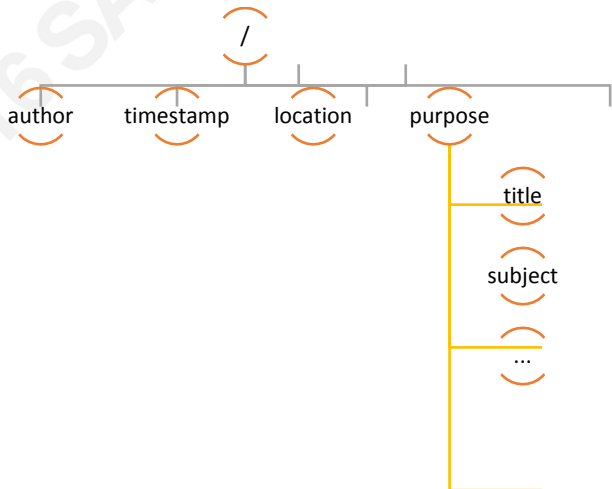 /
author timestamp location purpose
title
subject
...